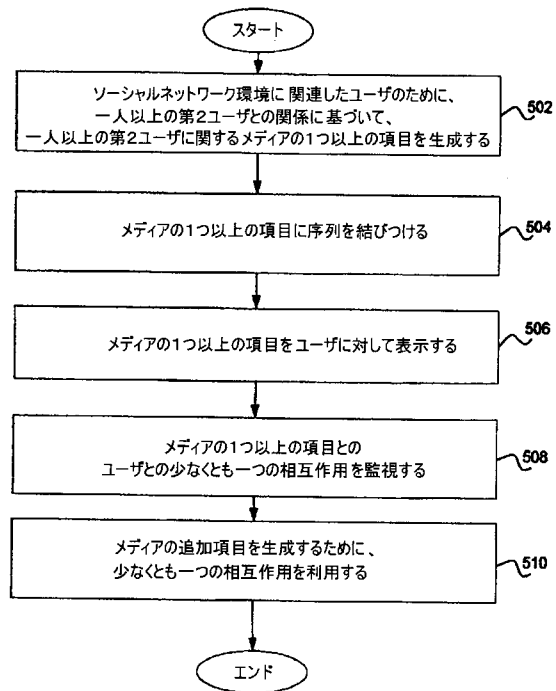 スタート
ソーシャルネットワーク環境に関連したユーザのために、
一人以上の第2ユーザとの関係に基づいて、
一人以上の第2ユーザに関するメディアの1つ以上の項目を生成する
502
メディアの1つ以上の項目に序列を結びつける
504
メディアの1つ以上の項目をユーザに対して表示する
506
メディアの1つ以上の項目との
ユーザとの少なくとも一つの相互作用を監視する
508
メディアの追加項目を生成するために、
少なくとも一つの相互作用を利用する
510
エンド